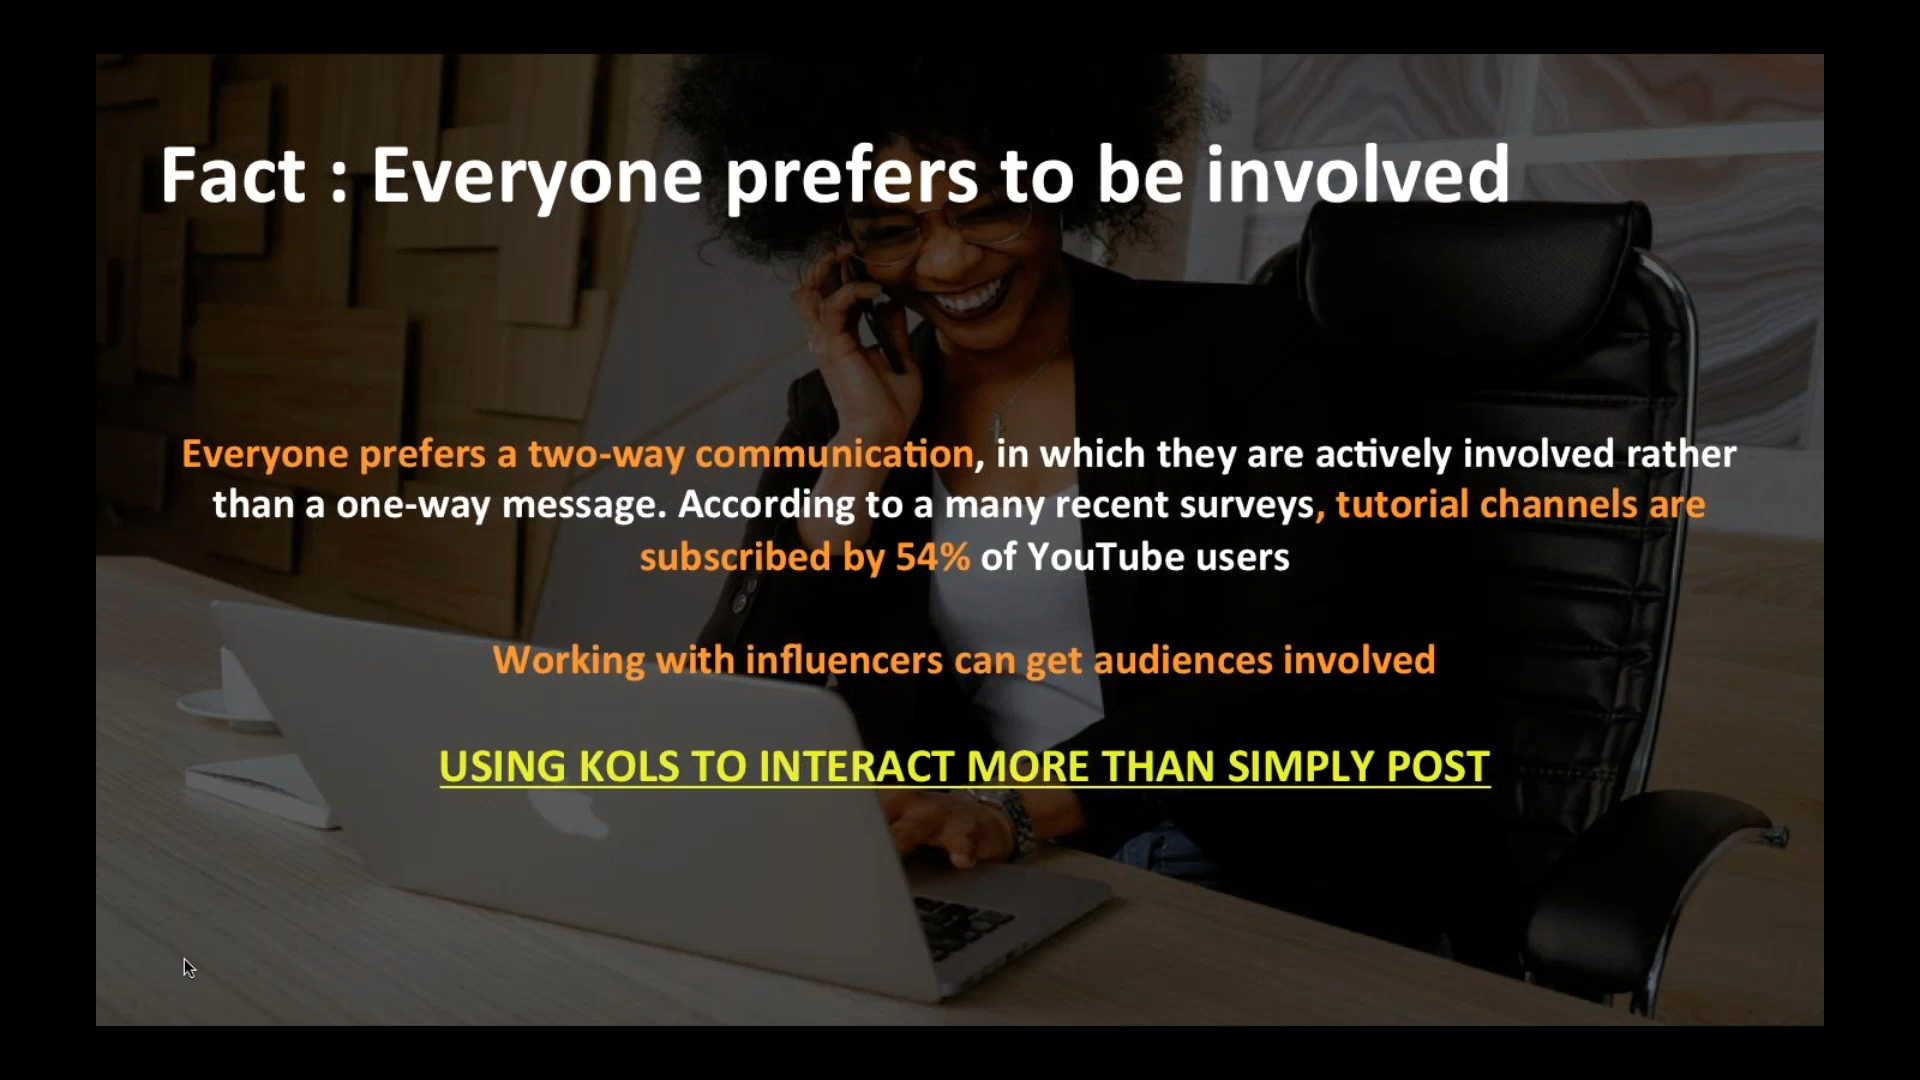 Fact : Everyone prefers to be involved
Everyone prefers a two-way communication, in which they are actively involved rather
than a one-way message. According to a many recent surveys, tutorial channels are
subscribed by 54% of YouTube users
Working with influencers can get audiences involved
USING KOLS TO INTERACT MORE THAN SIMPLY POST